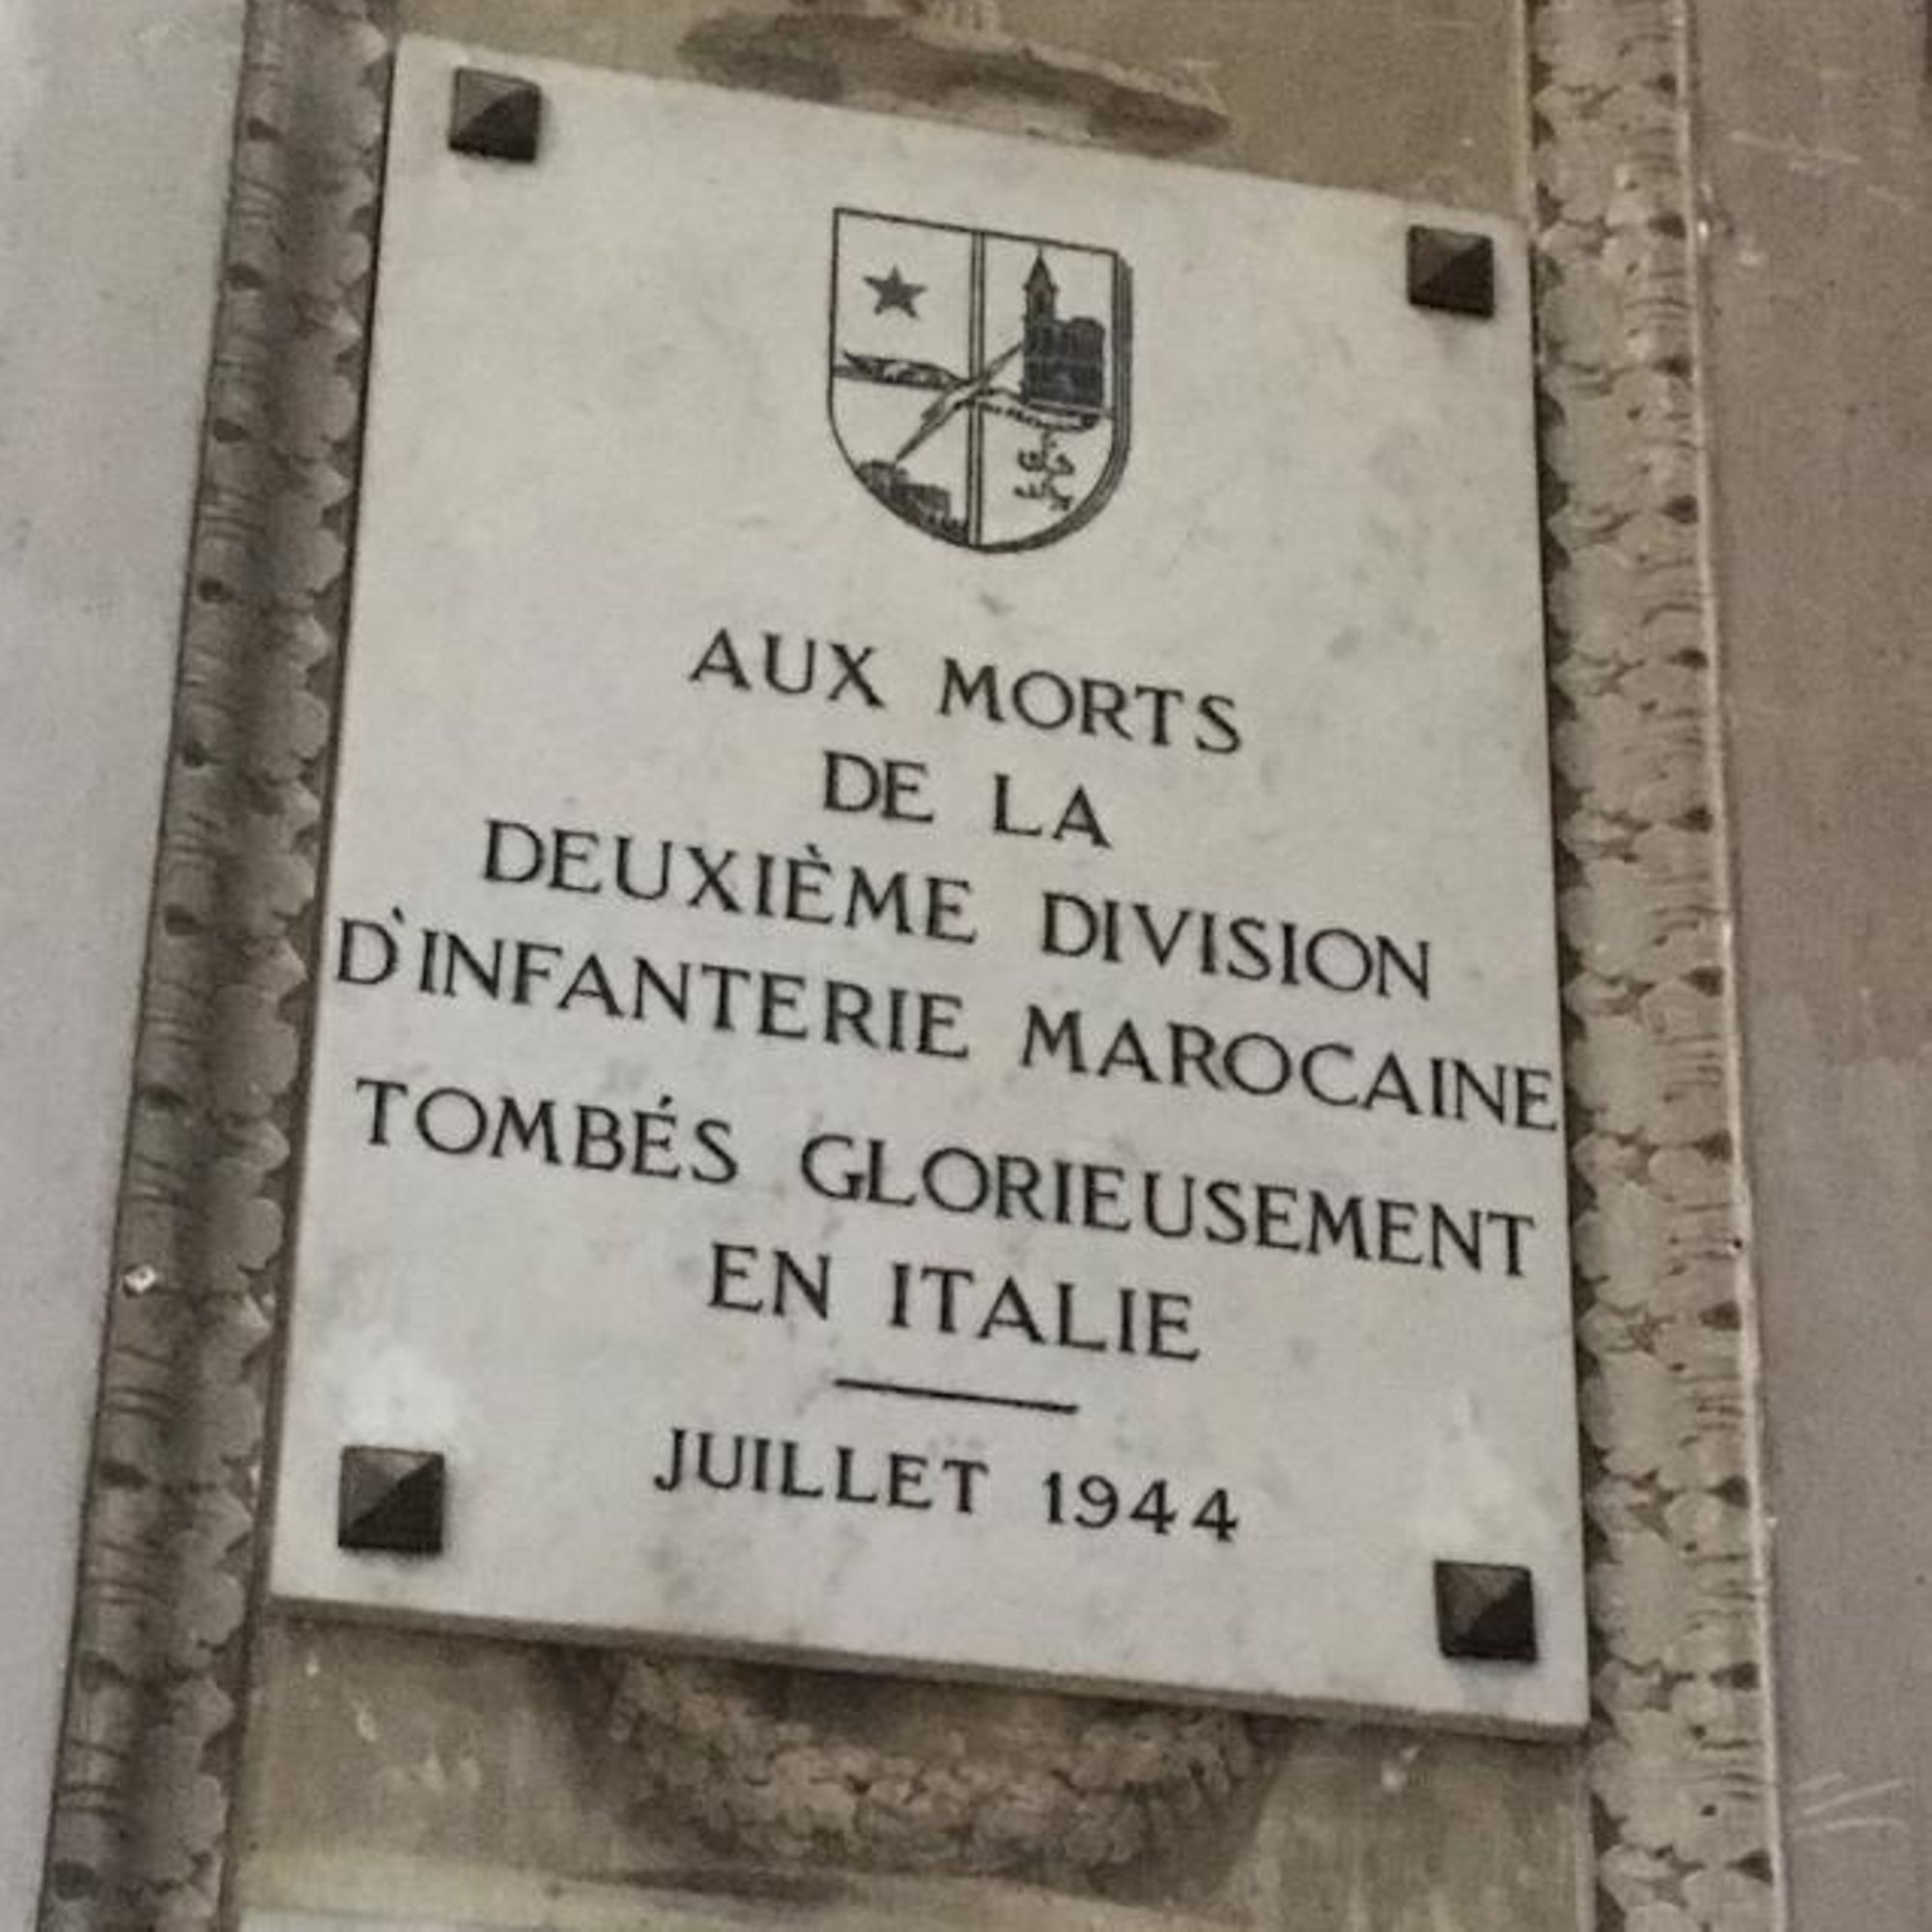 AUX MORTS
DE LA
DEUXIÈME DIVISION
D'INFANTERIE MAROCAINE
TOMBÉS GLORIEUSEMENT
EN ITALIE
JUILLET 1944